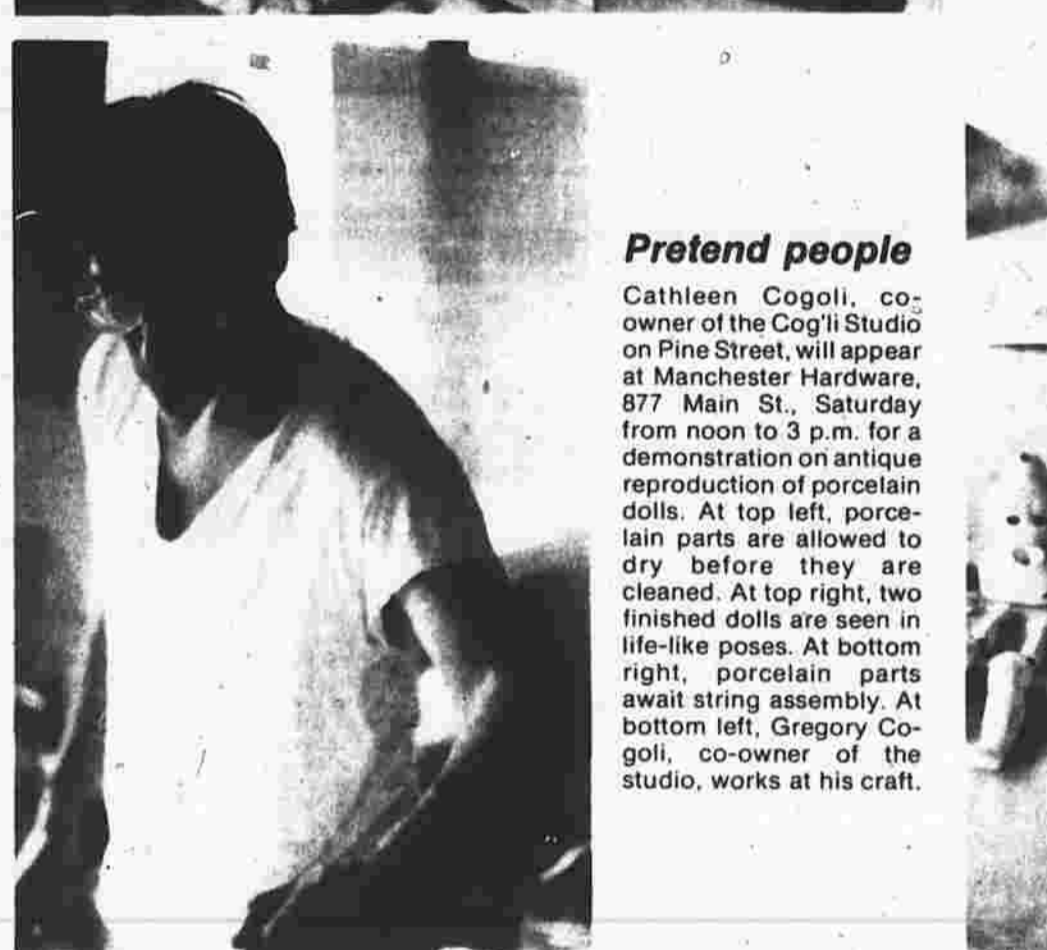 Pretend people
Cathleen Cogoli, co-
owner of the Cog'li Studio
on Pine Street, will appear
at Manchester Hardware,
877 Main St., Saturday
from noon to 3 p.m. for a
demonstration on antique
reproduction of porcelain
dolls. At top left, porce-
lain parts are allowed to
dry before they are
cleaned. At top right, two
finished dolls are seen in
life-like poses. At bottom
right, porcelain parts
await string assembly. At
bottom left, Gregory Co-
goli, co-owner of the
studio, works at his craft.